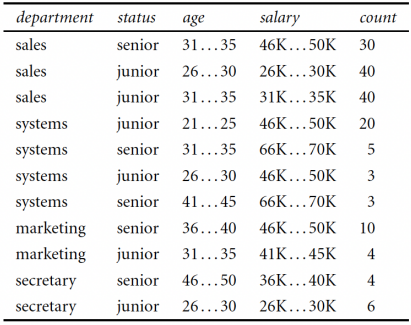 department status age salary count
sales senior 31...35 46K...50K 30
sales junior 26...30 26K...30K 40
sales junior 31...35 31K...35K 40
systems junior 21...25 46K...50K 20
systems senior 31...35 66K...70K 5
systems junior 26...30 46K...50K 3
systems senior 41...45 66K...70K 3
marketing senior 36...40 46K...50K 10
marketing junior 31...35 41K...45K 4
secretary senior 46...50 36K...40K 4
secretary junior 26...30 26K...30K 6